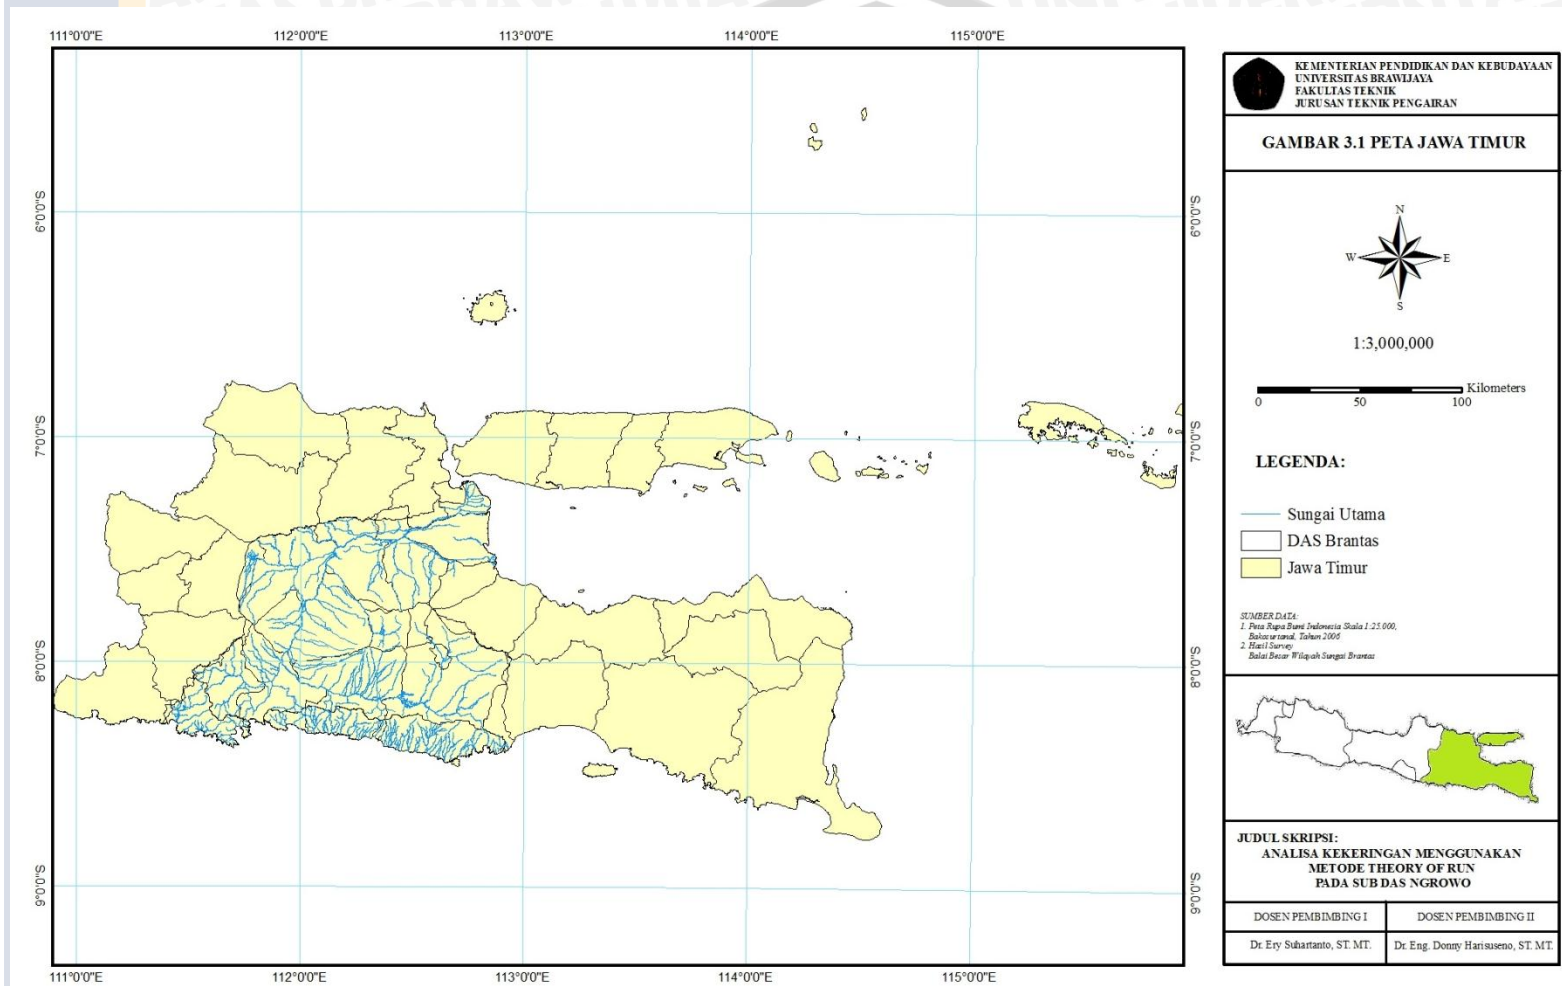 111°0'0"E
112°0'0"E
113°0'0"E
114°0'0"E
115°0'0"E
6°0'0"S
7°0'0"S
8°0'0"S
9°0'0"S
6°0'0"S
7°0'0"S
8°0'0"S
9°0'0"S
111°0'0"E
112°0'0"E
113°0'0"E
114°0'0"E
115°0'0"E
KEMENTERIAN PENDIDIKAN DAN KEBUDAYAAN
UNIVERSITAS BRAWIJAYA
FAKULTAS TEKNIK
JURUSAN TEKNIK PENGAIRAN
GAMBAR 3.1 PETA JAWA TIMUR
N
W
E
S
1:3,000,000
Kilometers
0 50 100
LEGENDA:
Sungai Utama
DAS Brantas
Jawa Timur
SUMBER DATA:
1. Peta Rupa Bumi Indonesia Skala 1:25.000,
Bakosurtanal, Tahun 2006
2. Hasil Survey
Balai Besar Wilayah Sungai Brantas
JUDUL SKRIPSI:
ANALISA KEKERINGAN MENGGUNAKAN
METODE THEORY OF RUN
PADA SUB DAS NGROWO
DOSEN PEMBIMBING I
DOSEN PEMBIMBING II
Dr. Ery Suhartanto, ST. MT.
Dr. Eng. Donny Harisuseno, ST. MT.